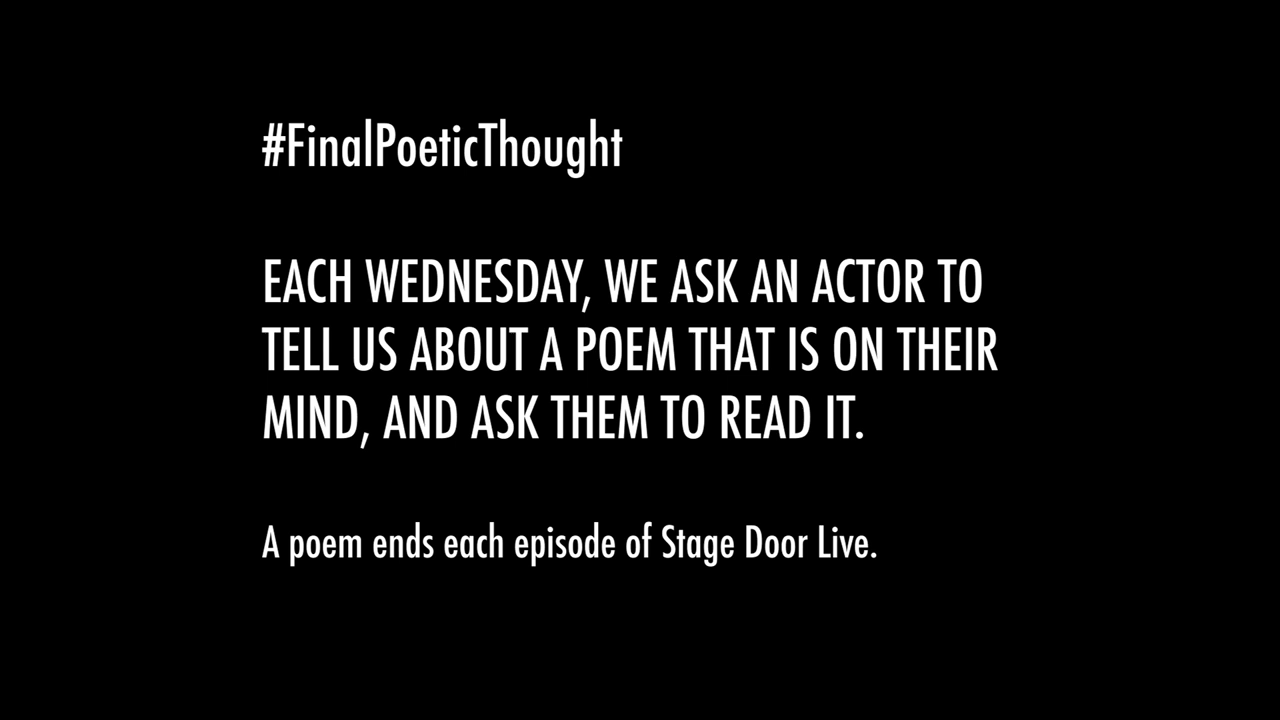 #FinalPoeticThought
EACH WEDNESDAY, WE ASK AN ACTOR TO
TELL US ABOUT A POEM THAT IS ON THEIR
MIND, AND ASK THEM TO READ IT.
A poem ends each episode of Stage Door Live.